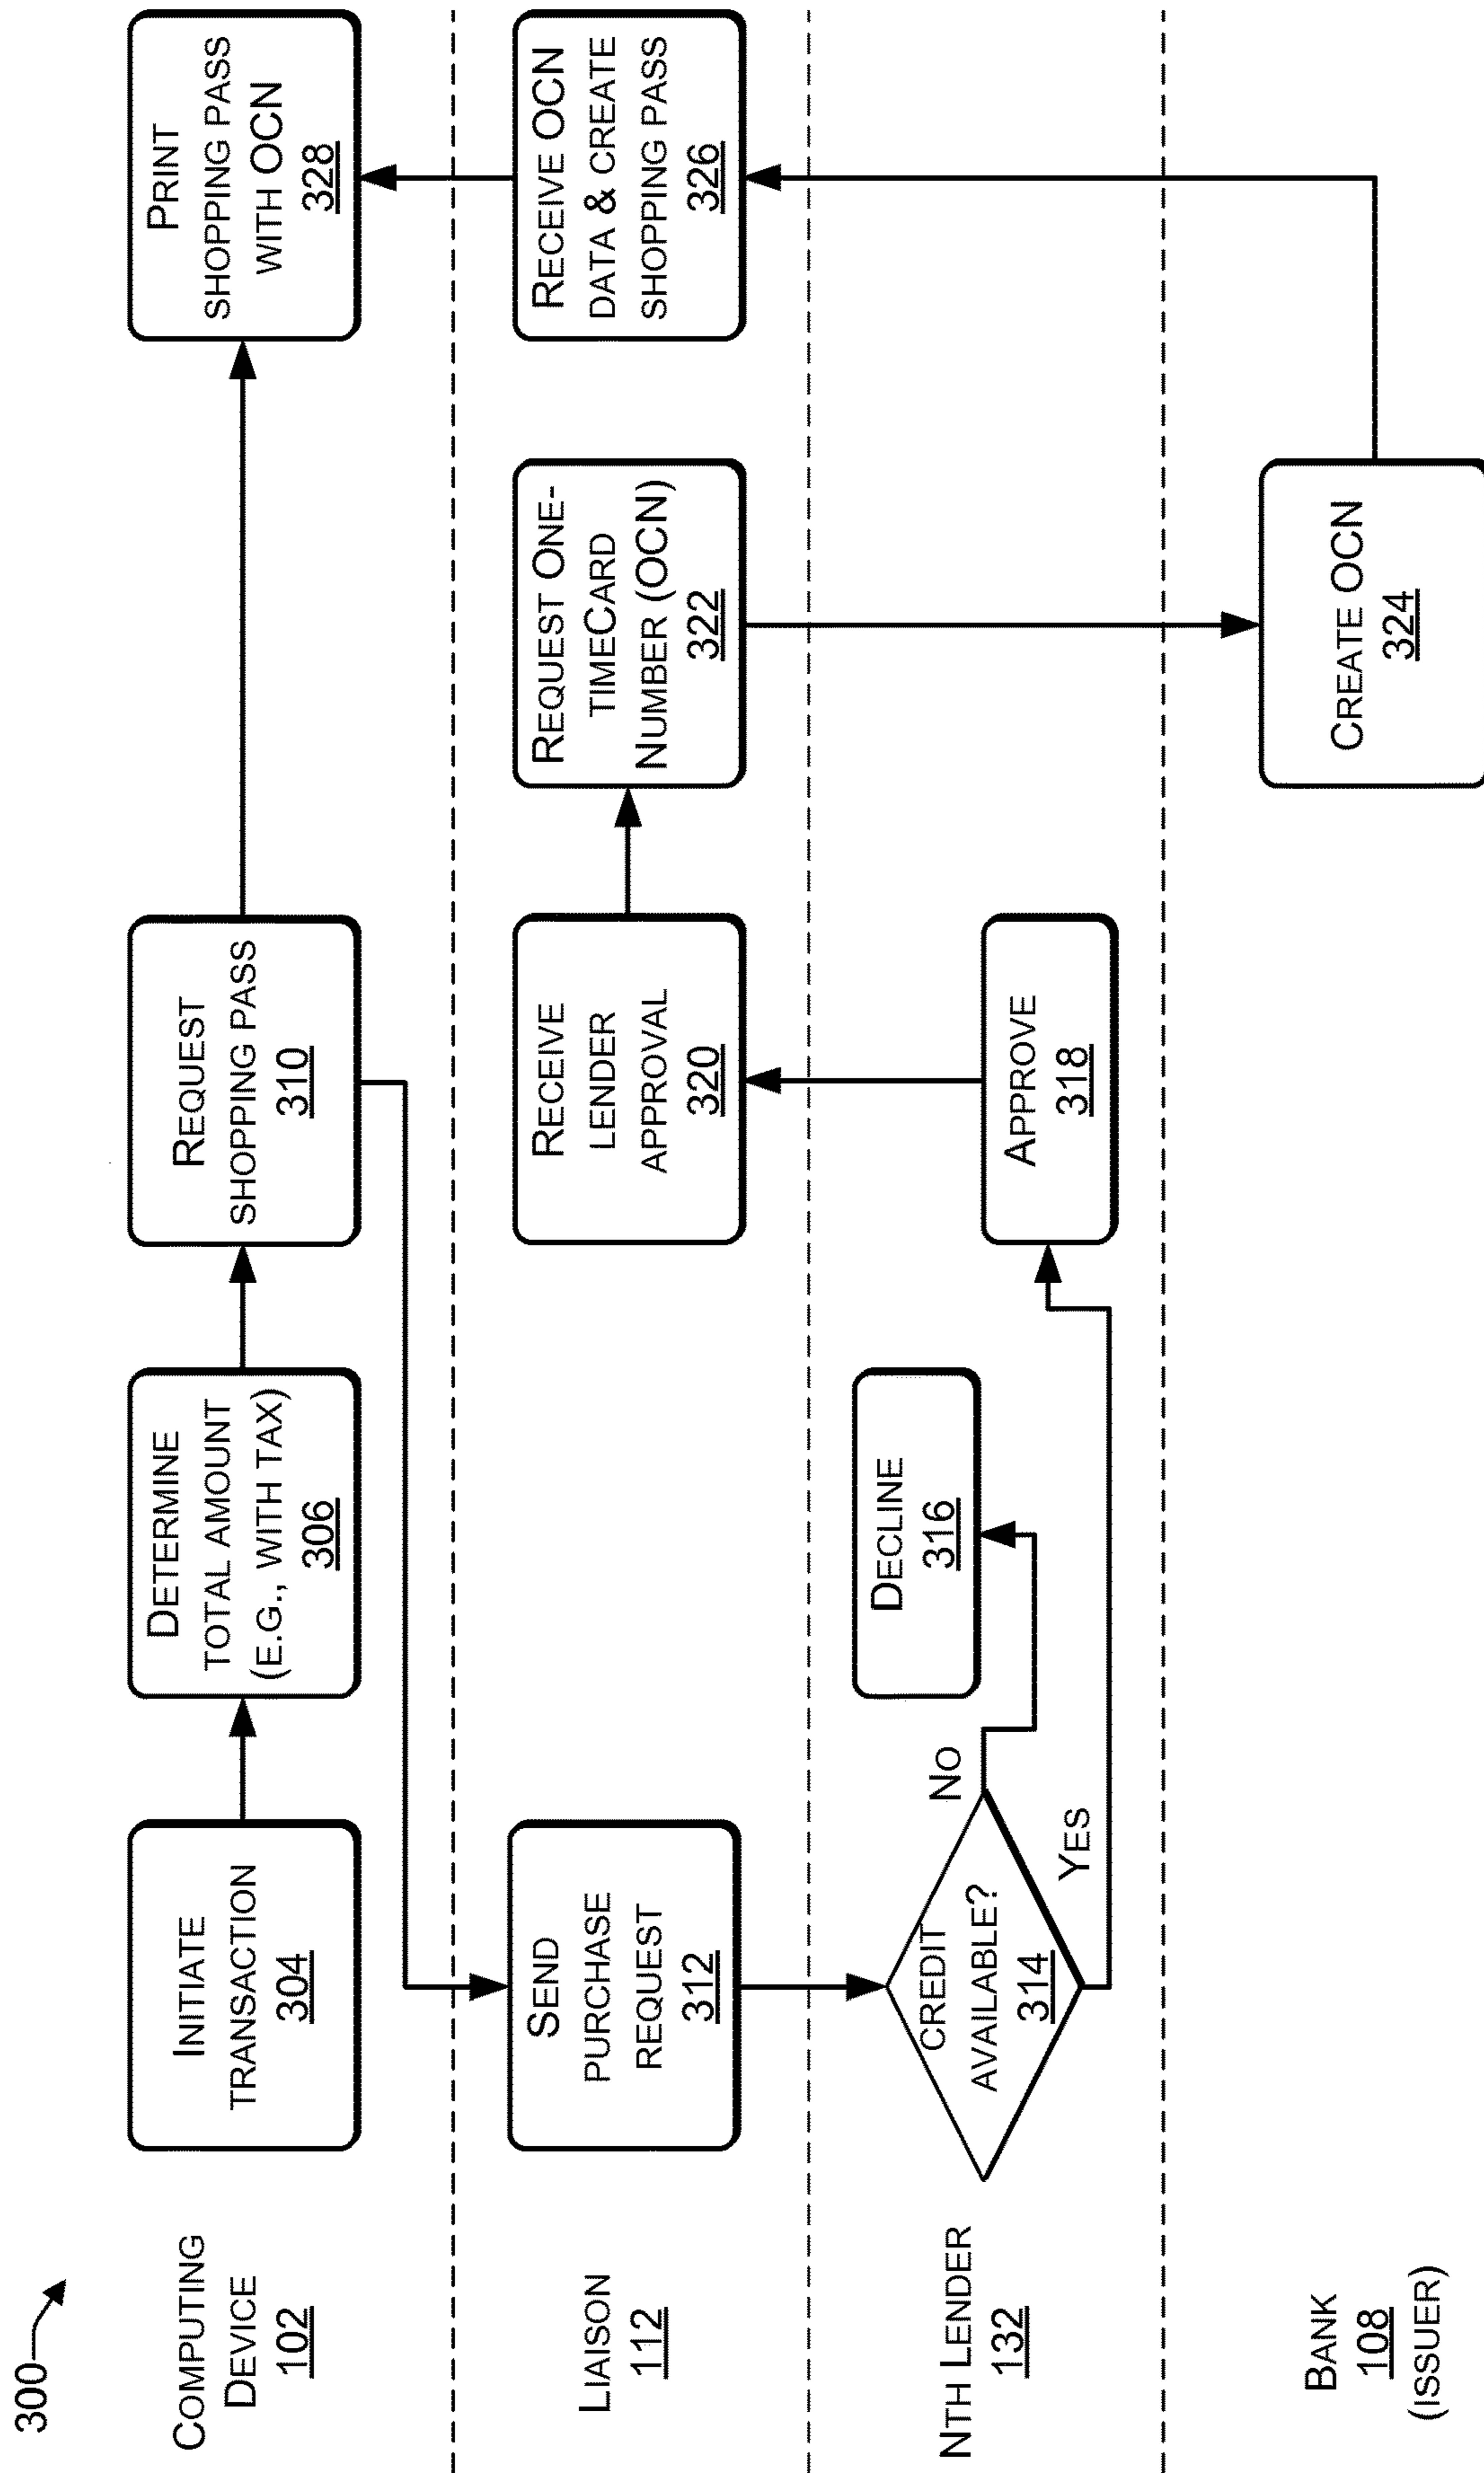 300
COMPUTING
DEVICE
102
INITIATE
TRANSACTION
304
DETERMINE
TOTAL AMOUNT
(E.G., WITH TAX)
306
REQUEST
SHOPPING PASS
310
PRINT
SHOPPING PASS
WITH OCN
328
LIAISON
112
SEND
PURCHASE
REQUEST
312
RECEIVE
LENDER
APPROVAL
320
REQUEST ONE-
TIMECARD
NUMBER (OCN)
322
RECEIVE OCN
DATA & CREATE
SHOPPING PASS
326
NTH LENDER
132
CREDIT
AVAILABLE?
314
NO
YES
DECLINE
316
APPROVE
318
BANK
108
(ISSUER)
CREATE OCN
324